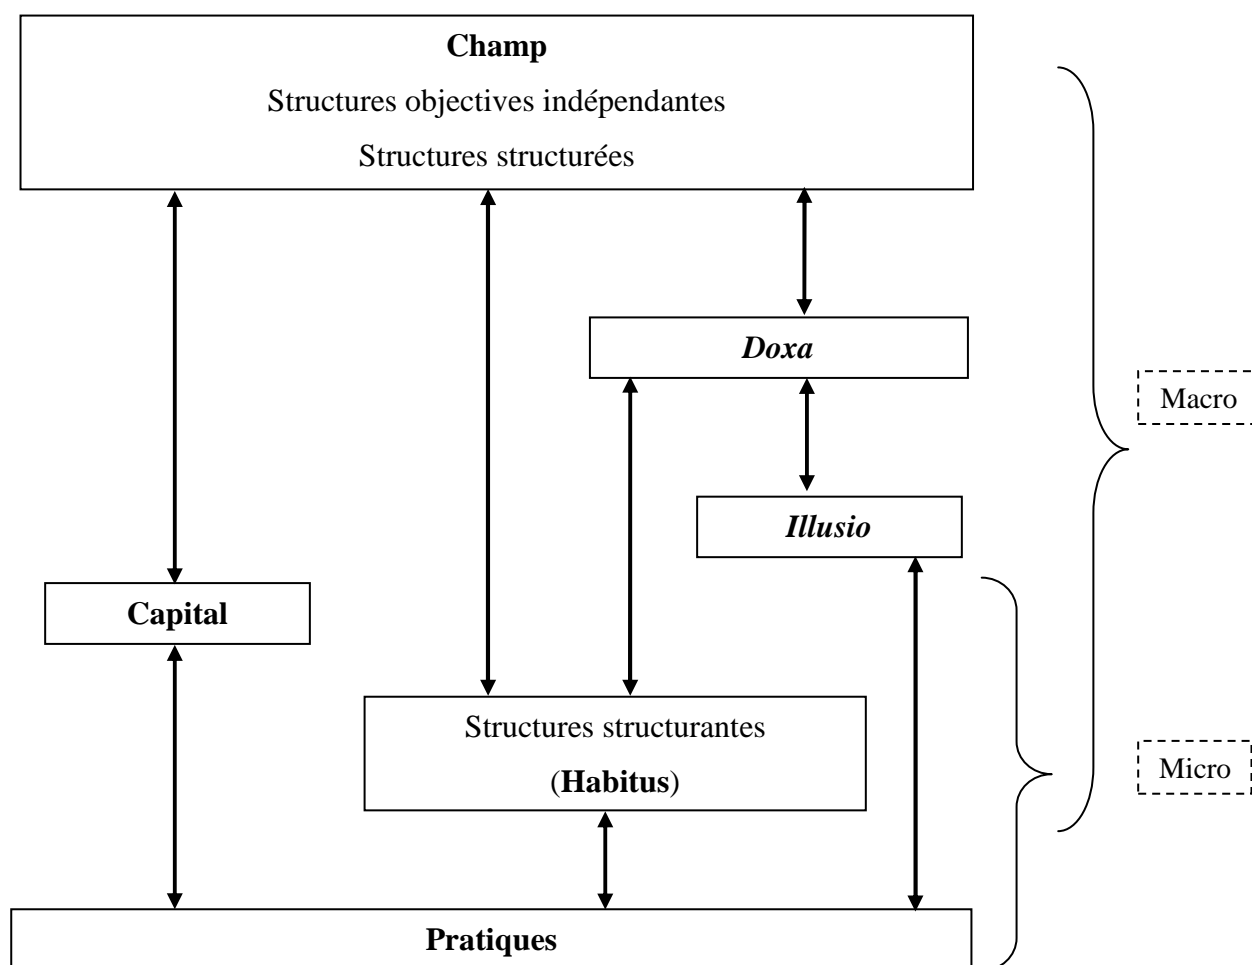 Champ
Structures objectives indépendantes
Structures structurées
Doxa
Macro
Illusio
Capital
Structures structurantes
(Habitus)
Micro
Pratiques